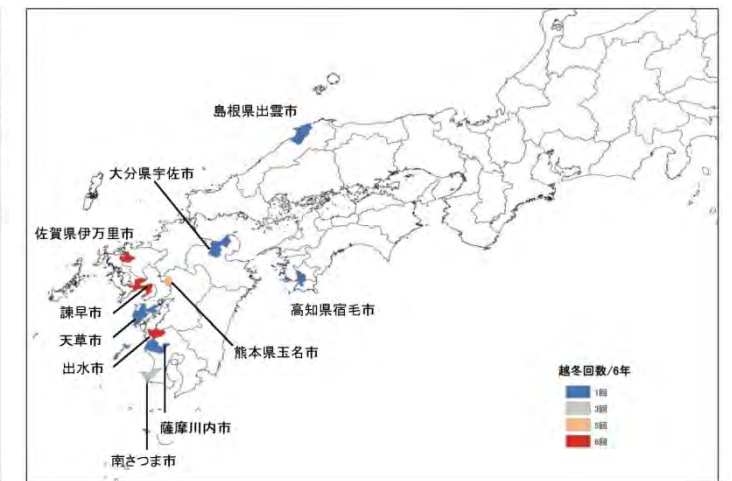 島根県出雲市
大分県宇佐市
佐賀県伊万里市
諫早市
天草市
出水市
高知県宿毛市
熊本県玉名市
薩摩川内市
南さつま市
越冬回数/6年
1回
3回
5回
6回